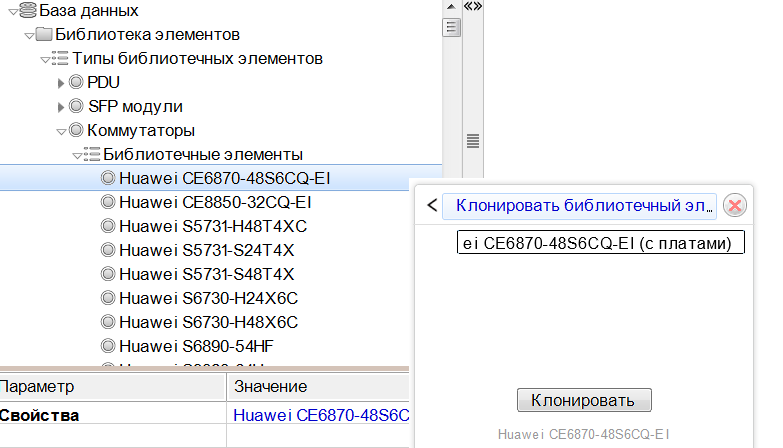 База данных
Библиотека элементов
Типы библиотечных элементов
PDU
SFP модули
Коммутаторы
Библиотечные элементы
Huawei CE6870-48S6CQ-EI
Huawei CE8850-32CQ-EI
Huawei S5731-H48T4XC
Huawei S5731-S24T4X
Huawei S5731-S48T4X
Huawei S6730-H24X6C
Huawei S6730-H48X6C
Huawei S6890-54HF
Параметр Значение
Свойства Huawei CE6870-48S6C
< Клонировать библиотечный эл...
ei CE6870-48S6CQ-EI (с платами)
Клонировать
Huawei CE6870-48S6CQ-EI